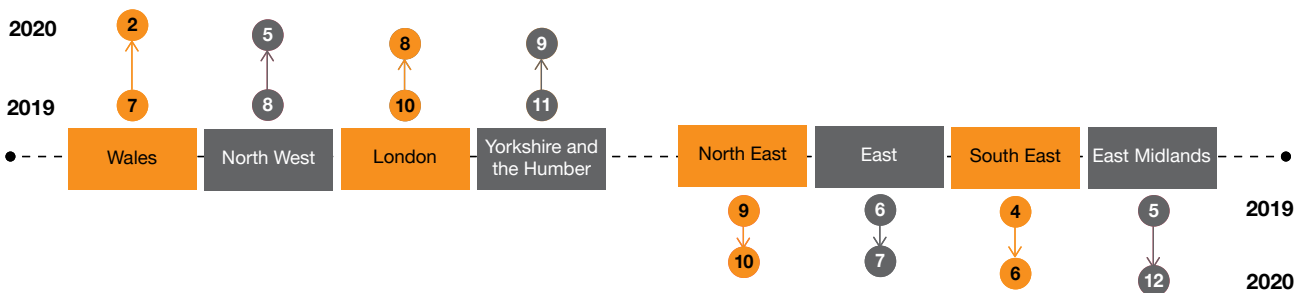 2020
2 5 8 9
2019
7 8 10 11
Wales
North West
London
Yorkshire and
the Humber
North East
East
South East
East Midlands
9 6 4 5
2019
10 7 6 12
2020